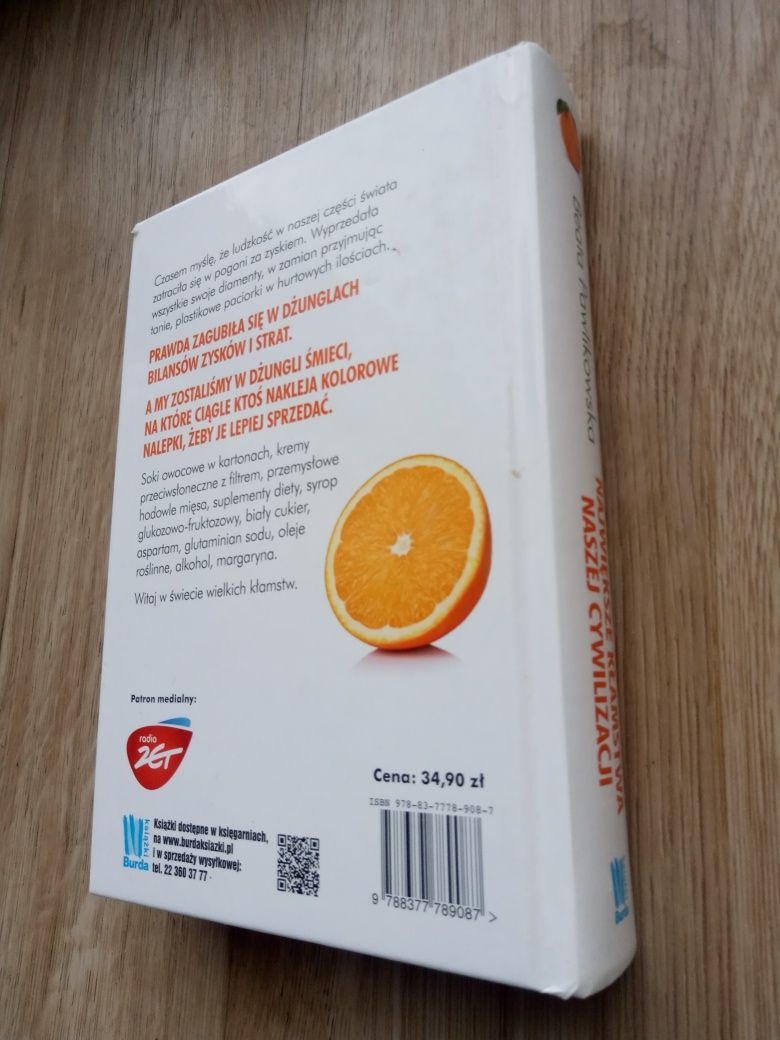 Czasem myślę, że ludzkość w naszej części świata
zatraciła się w pogoni za zyskiem. Wyprzedała
wszystkie swoje diamenty, w zamian przyjmując
tanie, plastikowe paciorki w hurtowych ilościach.
PRAWDA ZAGUBIŁA SIĘ W DŻUNGLACH
BILANSÓW ZYSKÓW I STRAT.
A MY ZOSTALIŚMY W DŻUNGLI ŚMIECI,
NA KTÓRE CIĄGLE KTOŚ NAKLEJA KOLOROWE
NALEPKI, ŻEBY JE LEPIEJ SPRZEDAĆ.
Soki owocowe w kartonach, kremy
przeciwsłoneczne z filtrem, przemysłowe
hodowle mięsa, suplementy diety, syrop
glukozowo-fruktozowy, biały cukier,
aspartam, glutaminian sodu, oleje
roślinne, alkohol, margaryna.
Witaj w świecie wielkich kłamstw.
Patron medialny:
radio
ZET
książki
Burda
Książki dostępne w księgarniach,
na www.burdaksiazki.pl
i w sprzedaży wysyłkowej:
tel. 22 360 37 77
Cena: 34,90 zł
ISBN 978-83-7778-908-7
9 788377 789087 >
Beata Pawlikowska
NAJWIĘKSZE KŁAMSTWA
NASZEJ CYWILIZACJI
Burda